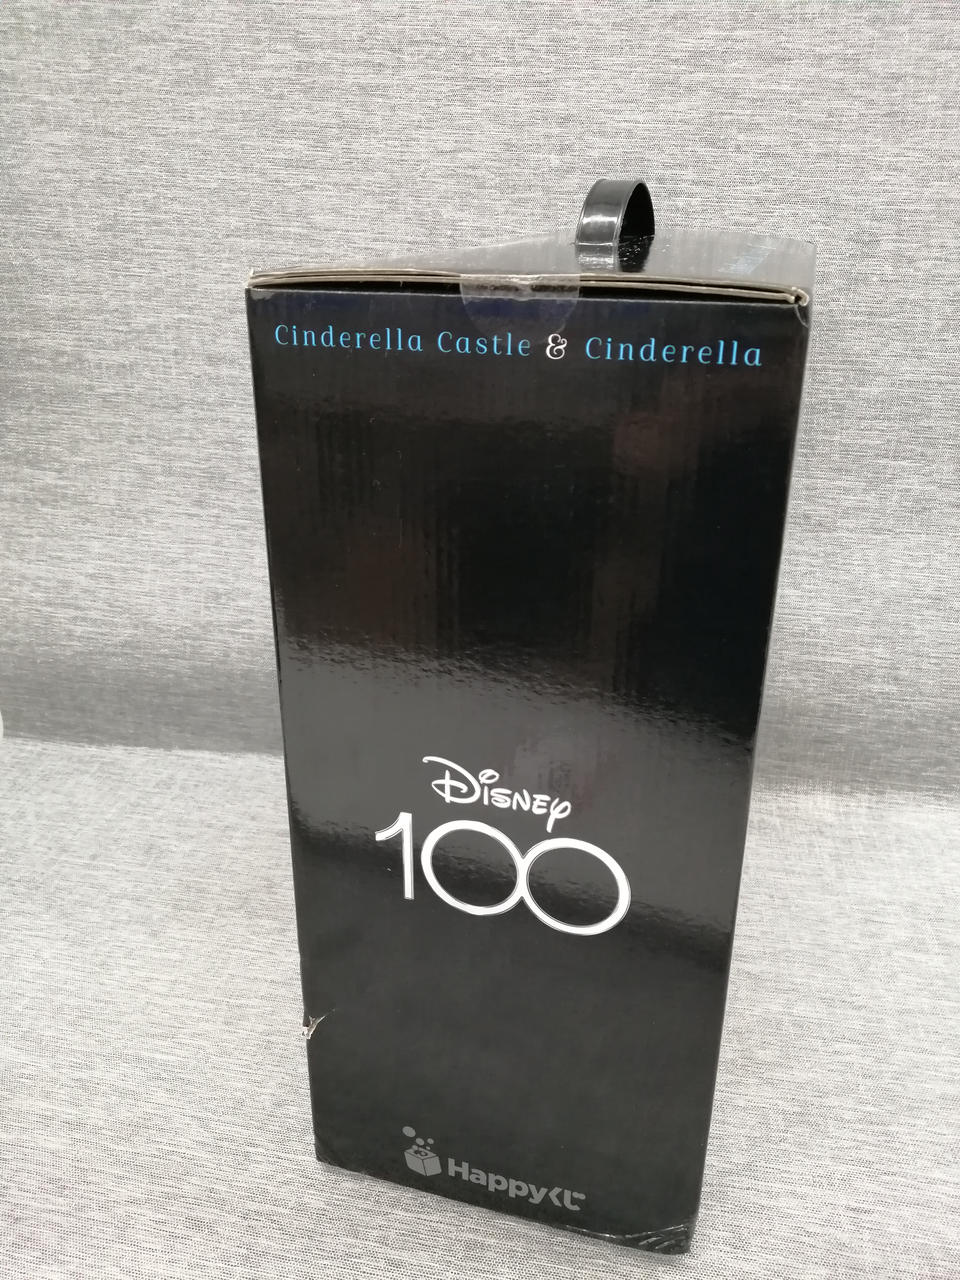 Cinderella Castle & Cinderella
Disney
100
Happyくじ